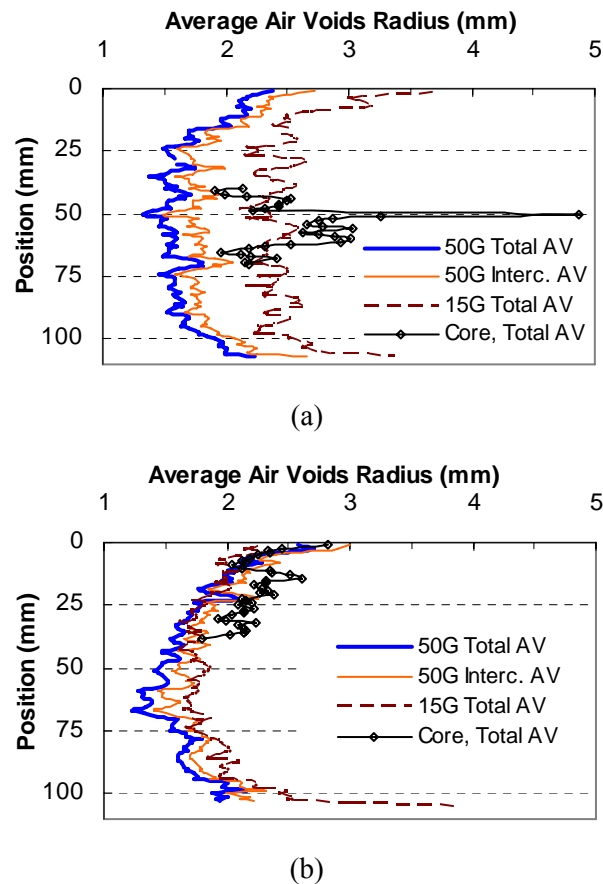 Average Air Voids Radius (mm)
1 2 3 4 5
Position (mm)
0
25
50
75
100
50G Total AV
50G Interc. AV
15G Total AV
Core, Total AV
(a)
Average Air Voids Radius (mm)
1 2 3 4 5
Position (mm)
0
25
50
75
100
50G Total AV
50G Interc. AV
15G Total AV
Core, Total AV
(b)